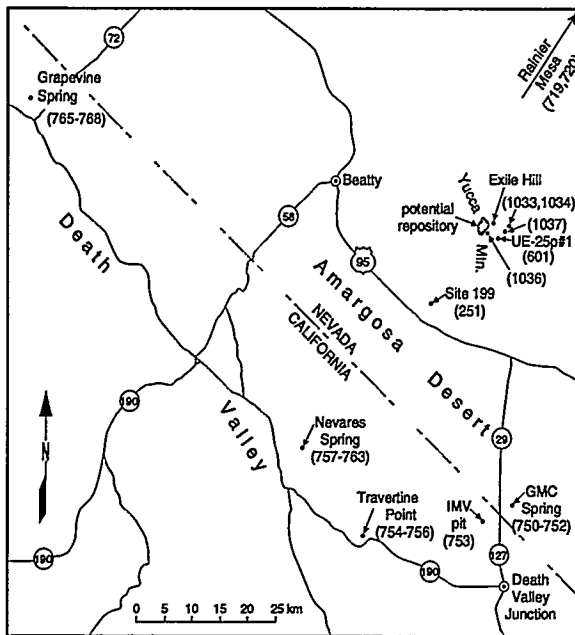 72
Rainier
Mesa
(719,720)
Grapevine
Spring
(765-768)
Beatty
Yucca
Mtn.
Exile Hill
(1033,1034)
(1037)
UE-25p#1
(601)
(1036)
potential
repository
58
95
Death
Valley
Amargosa
Desert
Site 199
(251)
NEVADA
CALIFORNIA
190
29
N
Nevares
Spring
(757-763)
Travertine
Point
(754-756)
IMV
pit
(753)
GMC
Spring
(750-752)
127
190
190
Death
Valley
Junction
0 5 10 15 20 25 km